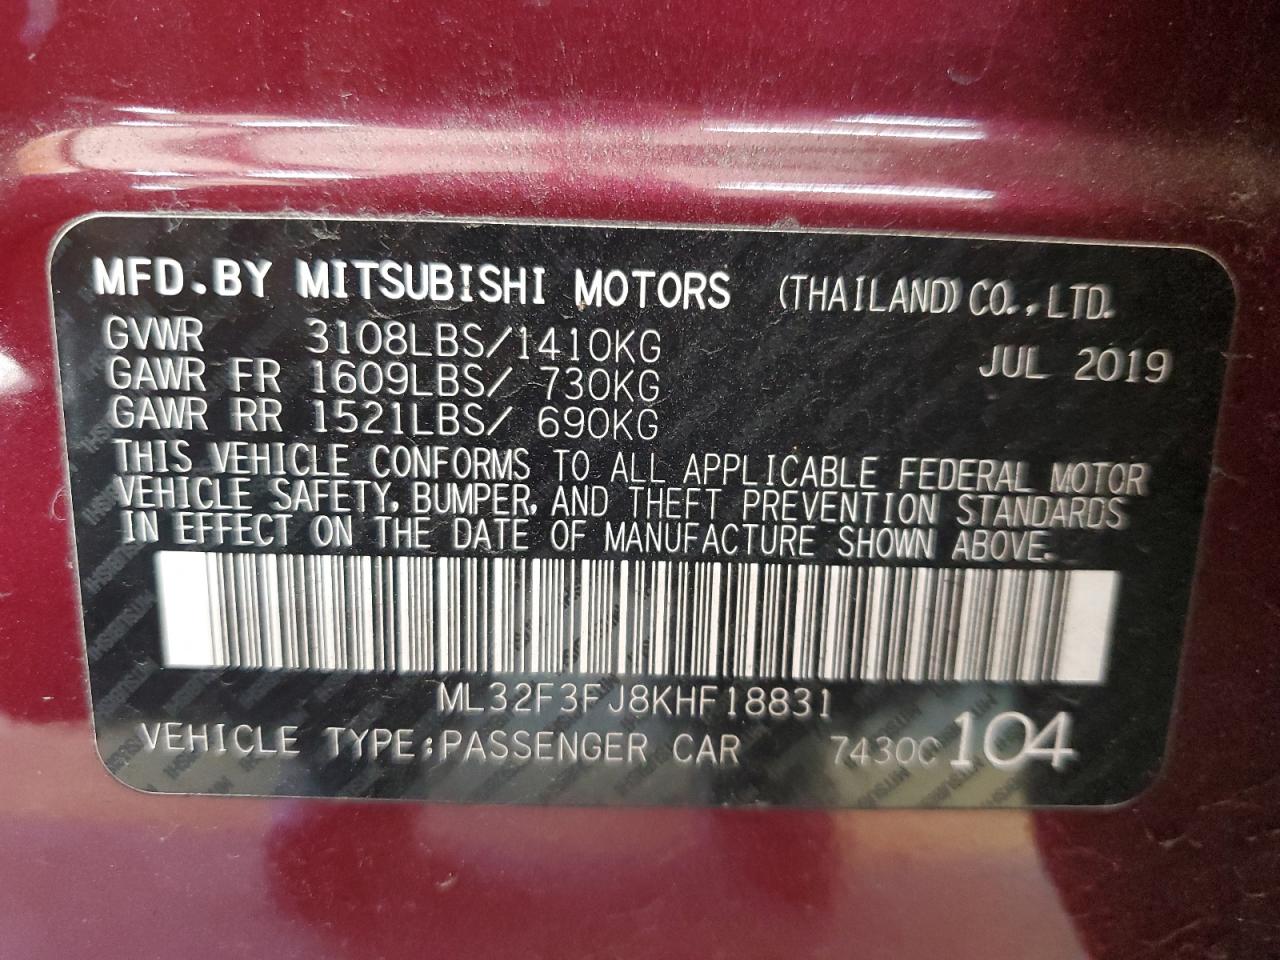 MFD.BY MITSUBISHI MOTORS (THAILAND) CO.,LTD.
GVWR 3108LBS/1410KG JUL 2019
GAWR FR 1609LBS/ 730KG
GAWR RR 1521LBS/ 690KG
THIS VEHICLE CONFORMS TO ALL APPLICABLE FEDERAL MOTOR
VEHICLE SAFETY, BUMPER, AND THEFT PREVENTION STANDARDS
IN EFFECT ON THE DATE OF MANUFACTURE SHOWN ABOVE.
ML32F3FJ8KHF18831
VEHICLE TYPE:PASSENGER CAR 7430C104